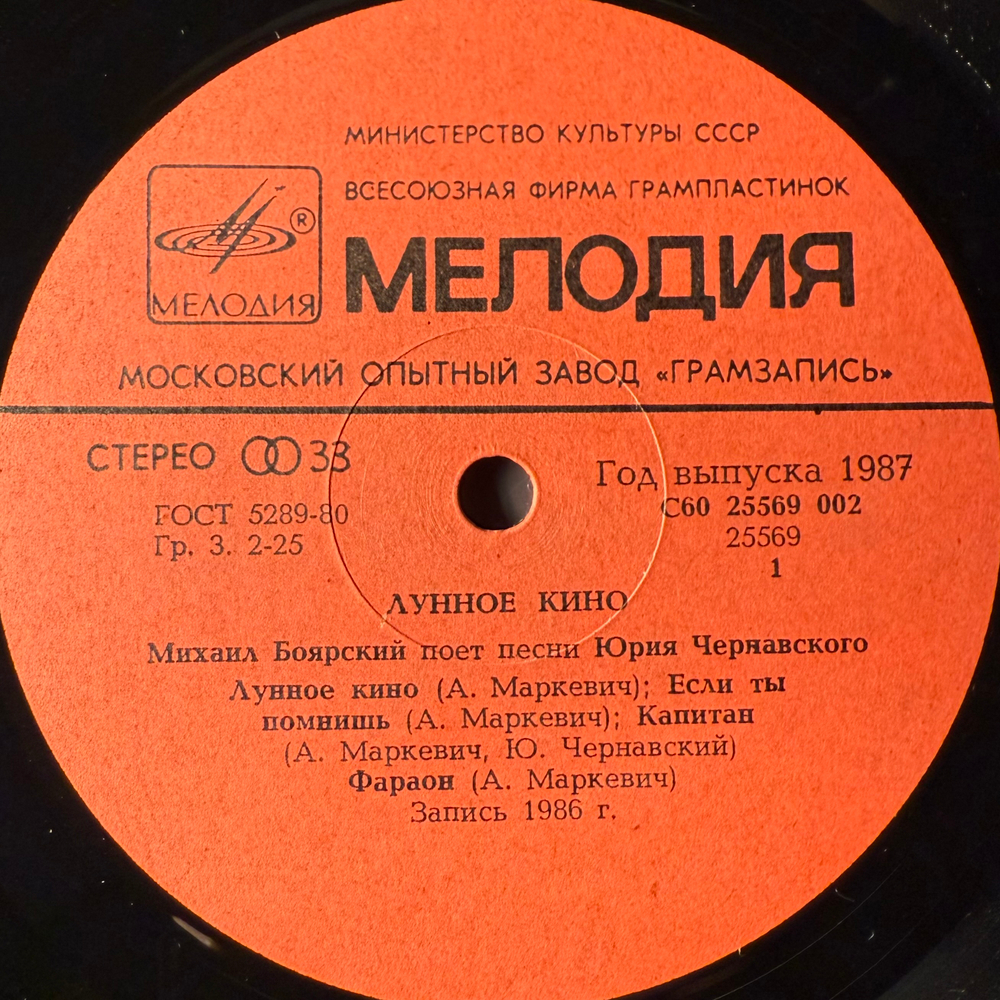 МИНИСТЕРСТВО КУЛЬТУРЫ СССР
ВСЕСОЮЗНАЯ ФИРМА ГРАМПЛАСТИНОК
®
МЕЛОДИЯ
МЕЛОДИЯ
МОСКОВСКИЙ ОПЫТНЫЙ ЗАВОД «ГРАМЗАПИСЬ»
СТЕРЕО 33
Год выпуска 1987
ГОСТ 5289-80
С60 25569 002
Гр. 3. 2-25
25569
1
ЛУННОЕ КИНО
Михаил Боярский поет песни Юрия Чернавского
Лунное кино (А. Маркевич); Если ты
помнишь (А. Маркевич); Капитан
(А. Маркевич, Ю. Чернавский)
Фараон (А. Маркевич)
Запись 1986 г.